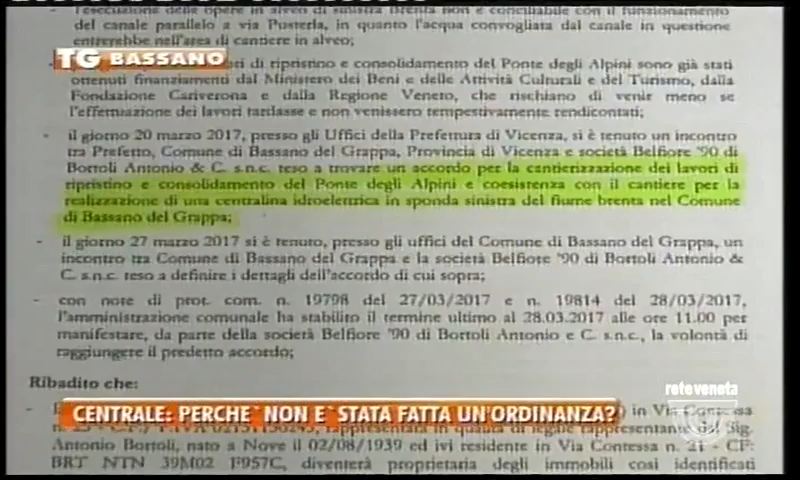 del canale parallelo a via Pusterla, in quanto l'acqua convogliata dal canale in questione
entrerebbe nell'area di cantiere in alveo;
TG BASSANO
ri di ripristino e consolidamento del Ponte degli Alpini sono già stati
ottenuti finanziamenti dal Ministero dei Beni e delle Attività Culturali e del Turismo, dalla
Fondazione Cariverona e dalla Regione Veneto, che rischiano di venir meno se
l'effettuazione dei lavori tardasse e non venissero tempestivamente rendicontati;
- il giorno 20 marzo 2017, presso gli Uffici della Prefettura di Vicenza, si è tenuto un incontro
tra Prefetto, Comune di Bassano del Grappa, Provincia di Vicenza e società Belfiore '90 di
Bortoli Antonio & C. s.n.c. teso a trovare un accordo per la cantierizzazione dei lavori di
ripristino e consolidamento del Ponte degli Alpini e coesistenza con il cantiere per la
realizzazione di una centralina idroelettrica in sponda sinistra del fiume brenta nel Comune
di Bassano del Grappa;
- il giorno 27 marzo 2017 si è tenuto, presso gli uffici del Comune di Bassano del Grappa, un
incontro tra Comune di Bassano del Grappa e la società Belfiore '90 di Bortoli Antonio &
C. s.n.c. teso a definire i dettagli dell'accordo di cui sopra;
- con note di prot. com. n. 19798 del 27/03/2017 e n. 19814 del 28/03/2017,
l'amministrazione comunale ha stabilito il termine ultimo al 28.03.2017 alle ore 11.00 per
manifestare, da parte della società Belfiore '90 di Bortoli Antonio e C. s.n.c., la volontà di
raggiungere il predetto accordo;
Ribadito che:
reteveneta
CENTRALE: PERCHE` NON E` STATA FATTA UN'ORDINANZA?
) in Via Contessa
Antonio Bortoli, nato a Nove il 02/08/1939 ed ivi residente in Via Contessa n. 21 - CF:
BRT NTN 39M02 F957C, diventerà proprietaria degli immobili così identificati